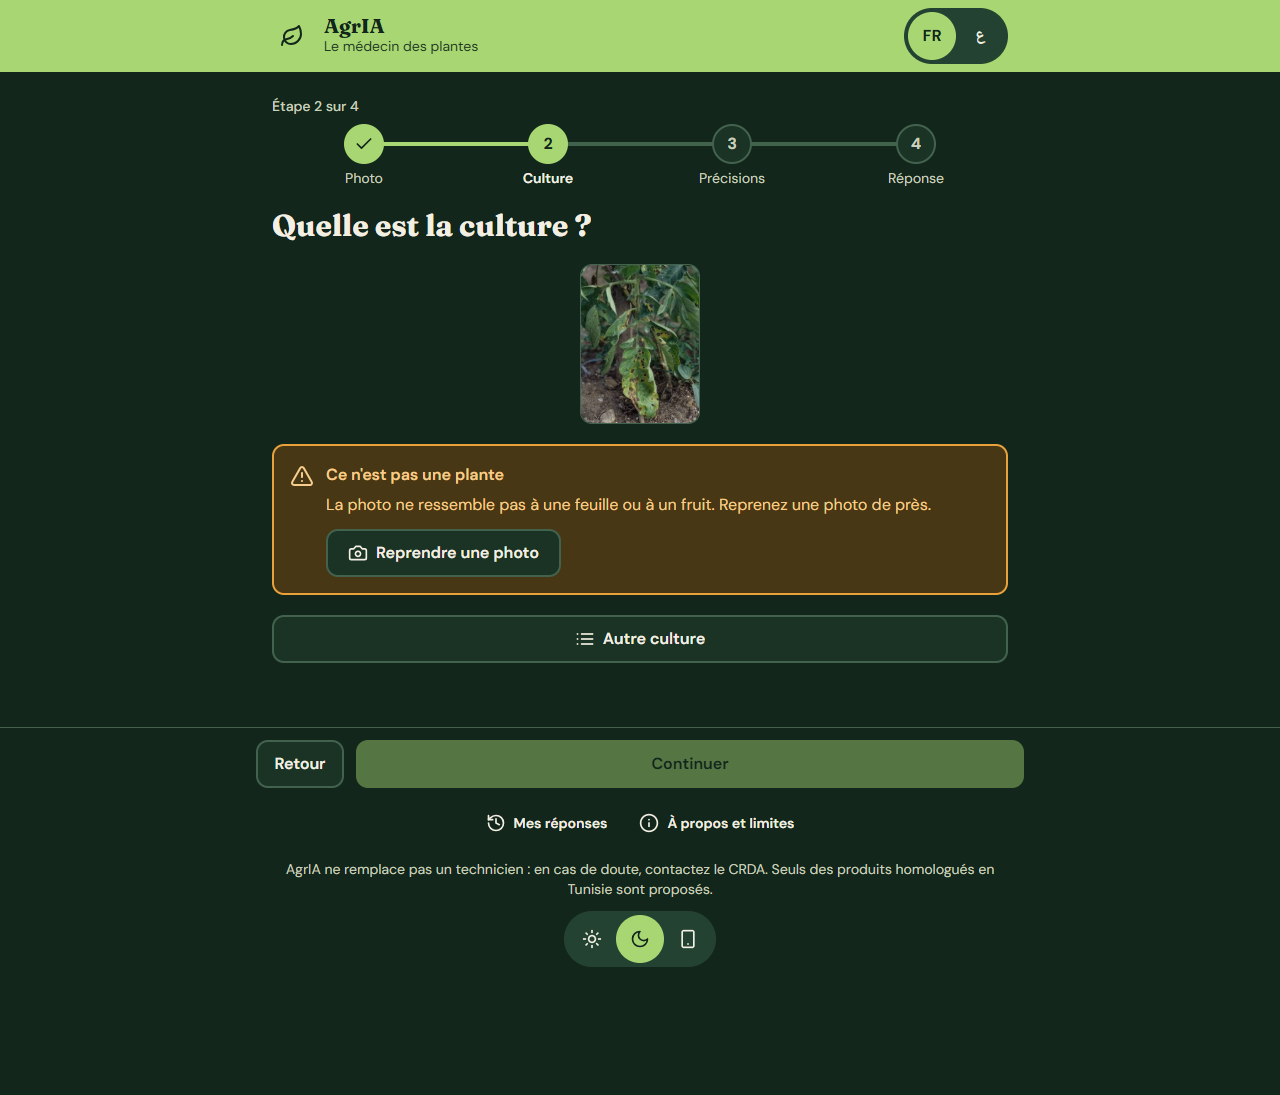 AgrIA
Le médecin des plantes
FR
ع
Étape 2 sur 4
2
3
4
Photo
Culture
Précisions
Réponse
Quelle est la culture ?
Ce n'est pas une plante
La photo ne ressemble pas à une feuille ou à un fruit. Reprenez une photo de près.
Reprendre une photo
Autre culture
Retour
Continuer
Mes réponses
À propos et limites
AgrIA ne remplace pas un technicien : en cas de doute, contactez le CRDA. Seuls des produits homologués en
Tunisie sont proposés.